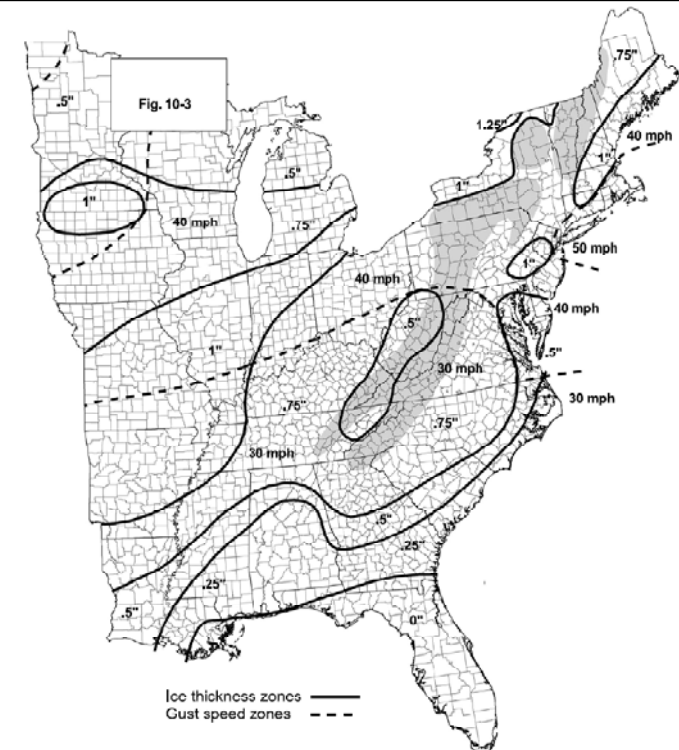 .75"
.5"
Fig. 10-3
1.25"
40 mph
1"
.5"
1"
1"
40 mph
.75"
50 mph
1"
40 mph
40 mph
.5"
1"
.5"
30 mph
30 mph
.75"
.75"
30 mph
.5"
.25"
.25"
.5"
0"
Ice thickness zones
Gust speed zones